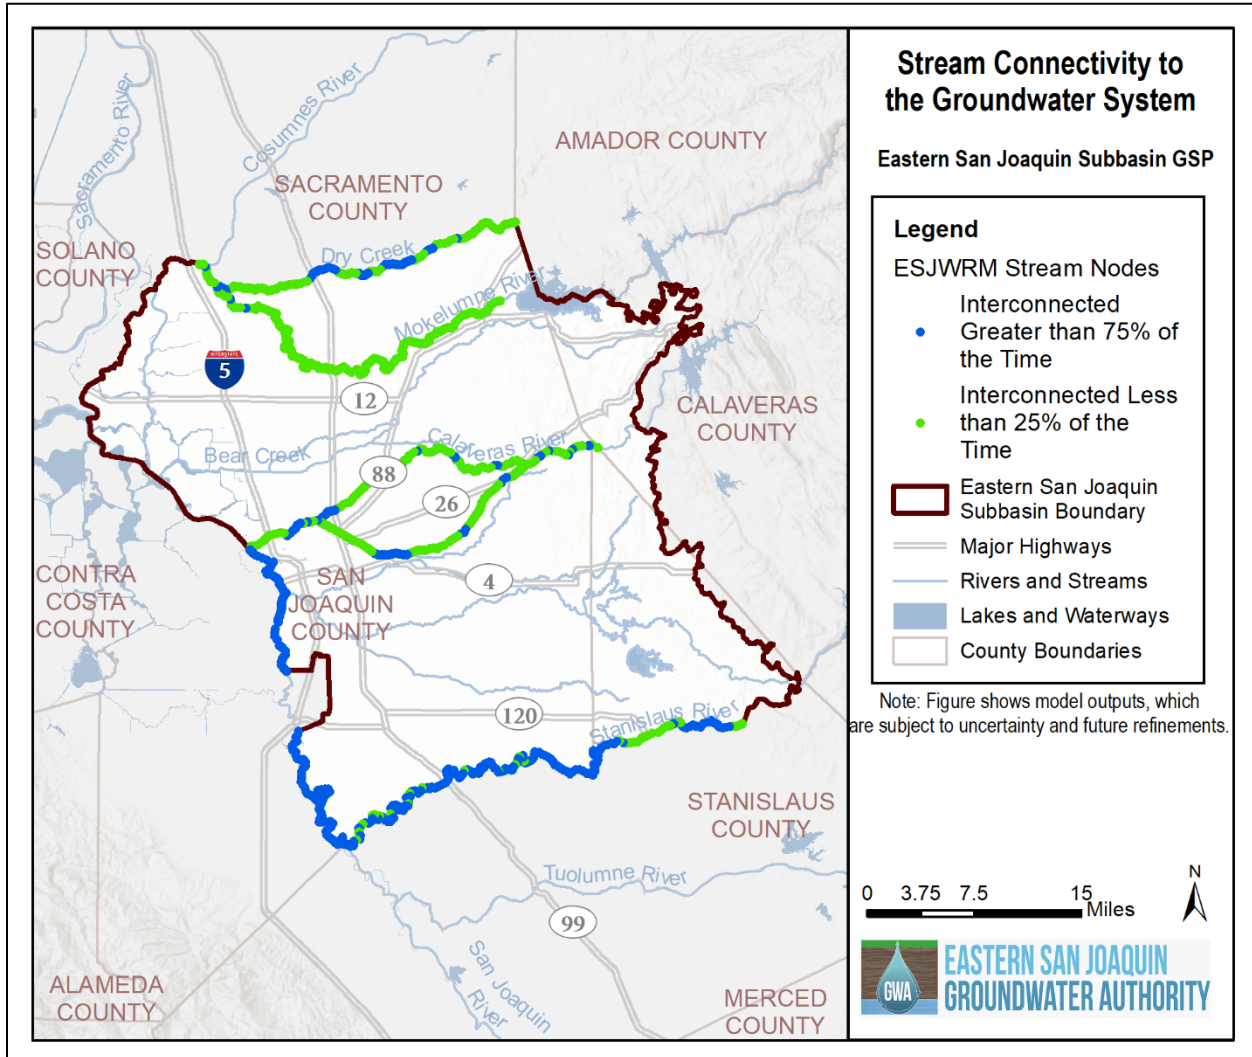 Stream Connectivity to
the Groundwater System
Eastern San Joaquin Subbasin GSP
Legend
ESJWRM Stream Nodes
Interconnected
Greater than 75% of
the Time
Interconnected Less
than 25% of the
Time
Eastern San Joaquin
Subbasin Boundary
Major Highways
Rivers and Streams
Lakes and Waterways
County Boundaries
Note: Figure shows model outputs, which
are subject to uncertainty and future refinements.
0 3.75 7.5 15
Miles
N
GWA
EASTERN SAN JOAQUIN
GROUNDWATER AUTHORITY
Sacramento River
Cosumnes River
AMADOR COUNTY
SACRAMENTO
COUNTY
SOLANO
COUNTY
Dry Creek
Mokelumne River
INTERSTATE
5
12
CALAVERAS
COUNTY
Bear Creek
Calaveras River
88
26
CONTRA
COSTA
COUNTY
SAN
JOAQUIN
COUNTY
4
120
Stanislaus River
STANISLAUS
COUNTY
Tuolumne River
99
San Joaquin
River
ALAMEDA
COUNTY
MERCED
COUNTY